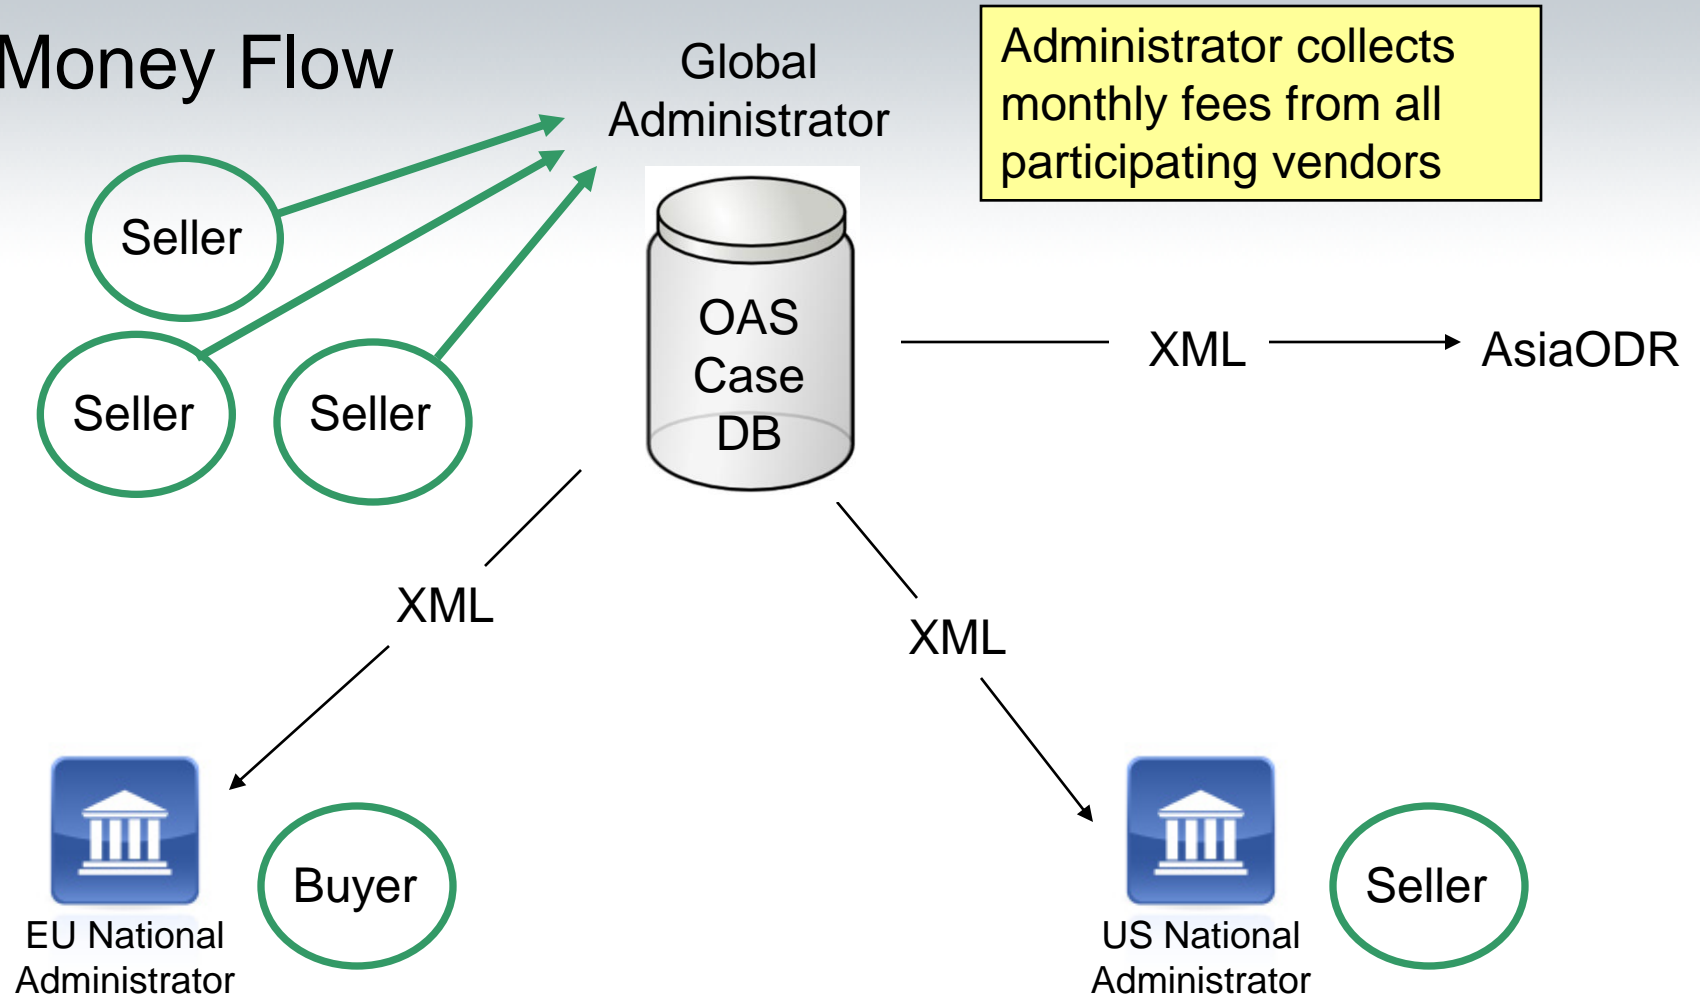 Money Flow
Global
Administrator
Administrator collects
monthly fees from all
participating vendors
Seller
Seller
Seller
OAS
Case
DB
XML
AsiaODR
XML
XML
Buyer
Seller
EU National
Administrator
US National
Administrator